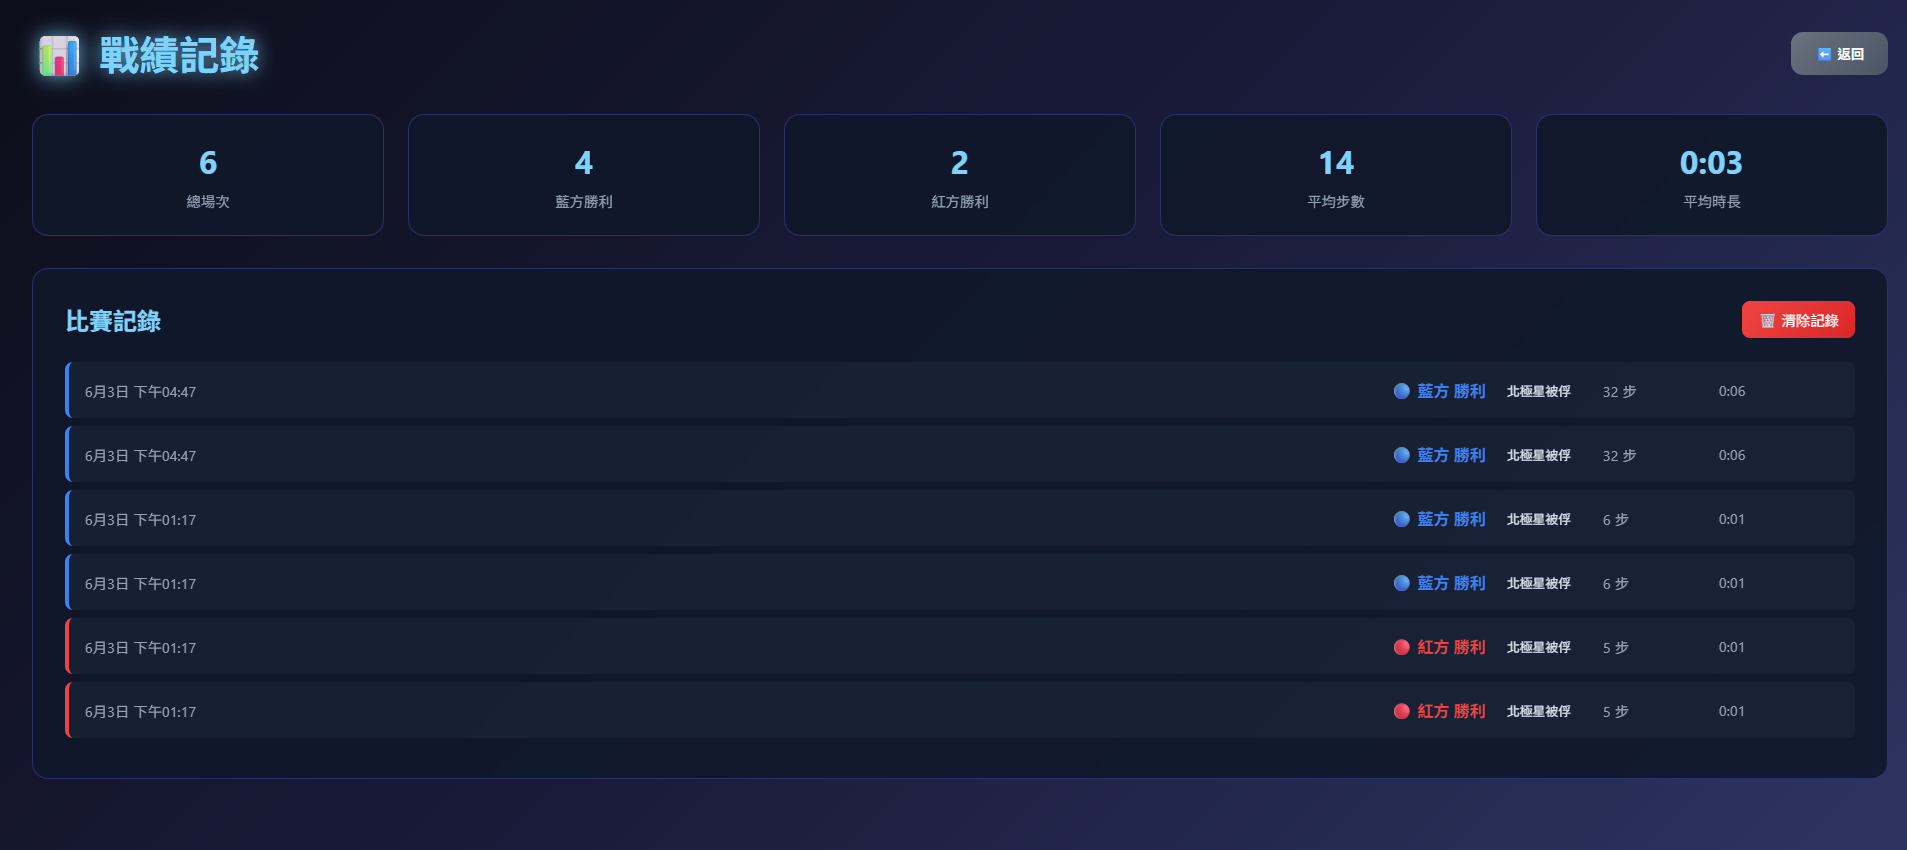 戰績記錄
返回
6
總場次
4
藍方勝利
2
紅方勝利
14
平均步數
0:03
平均時長
比賽記錄
清除記錄
6月3日 下午04:47 藍方 勝利 北極星被俘 32 步 0:06
6月3日 下午04:47 藍方 勝利 北極星被俘 32 步 0:06
6月3日 下午01:17 藍方 勝利 北極星被俘 6 步 0:01
6月3日 下午01:17 藍方 勝利 北極星被俘 6 步 0:01
6月3日 下午01:17 紅方 勝利 北極星被俘 5 步 0:01
6月3日 下午01:17 紅方 勝利 北極星被俘 5 步 0:01